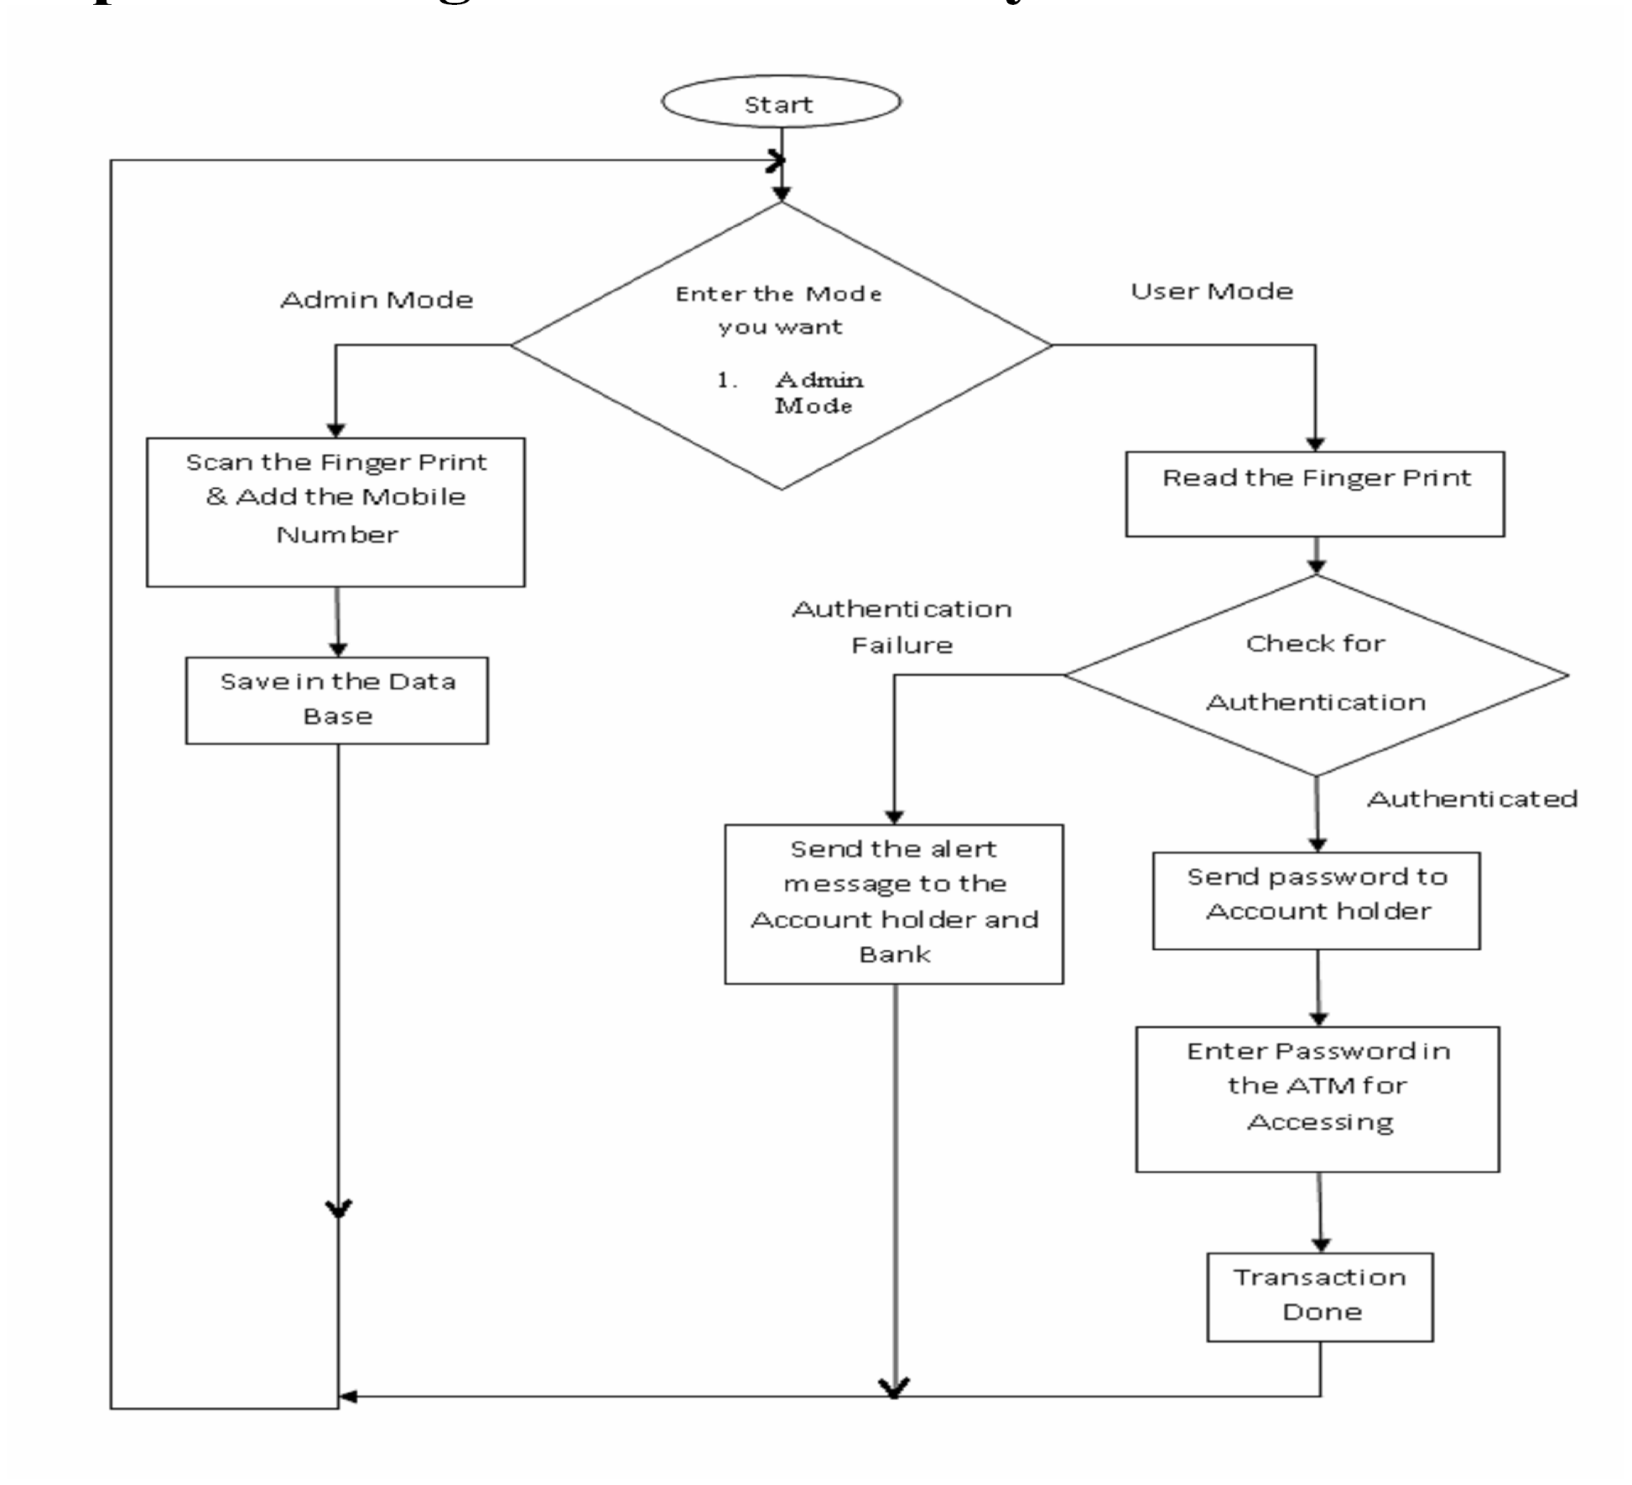 Start
Admin Mode
User Mode
Enter the Mode
you want
1. Admin
Mode
Scan the Finger Print
& Add the Mobile
Number
Read the Finger Print
Save in the Data
Base
Authentication
Failure
Check for
Authentication
Authenticated
Send the alert
message to the
Account holder and
Bank
Send password to
Account holder
Enter Password in
the ATM for
Accessing
Transaction
Done